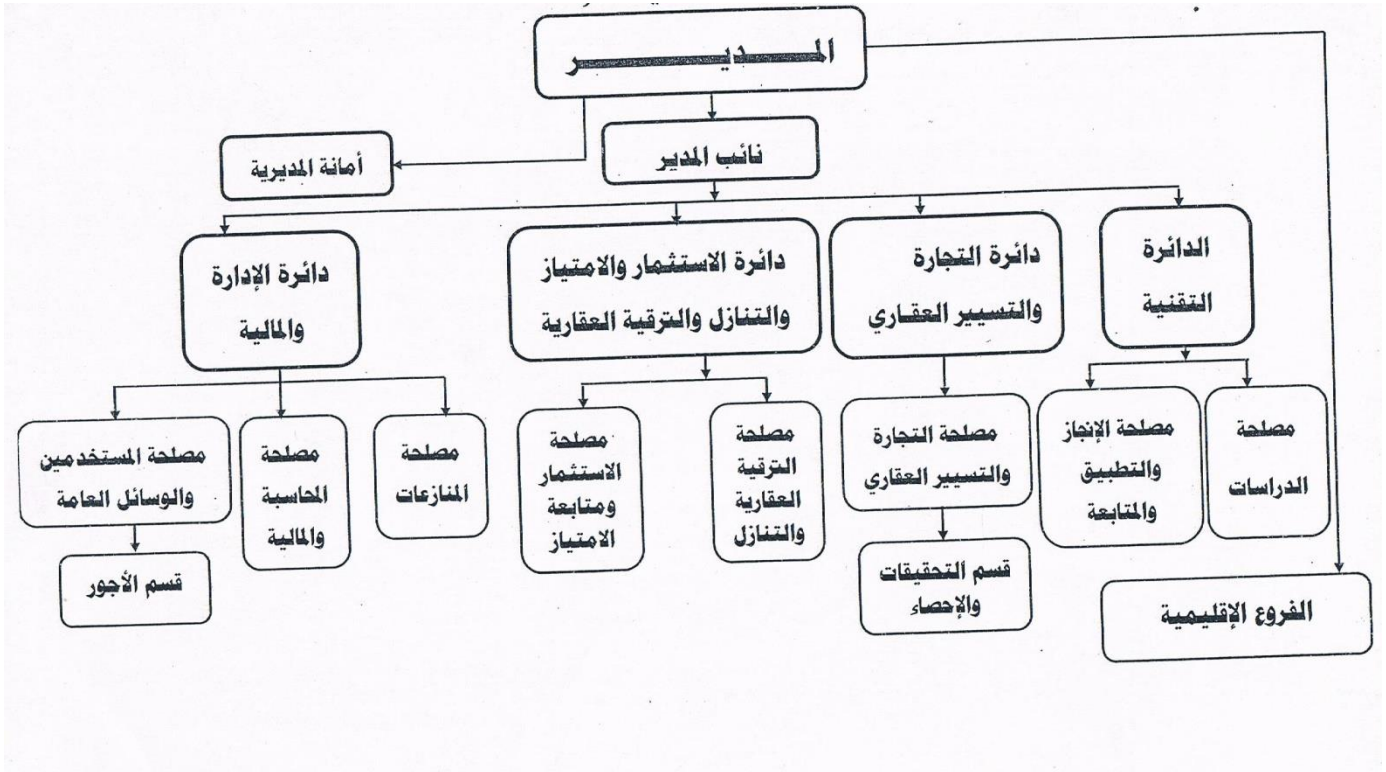 المـــــديـــــــــر
نائب المدير
أمانة المديرية
الدائرة
التقنية
دائرة التجارة
والتسيير العقـاري
دائرة الاستثمار والامتياز
والتنازل والترقية العقارية
دائرة الإدارة
والمالية
مصلحة
الدراسات
مصلحة الإنجاز
والتطبيق
والمتابعة
مصلحة التجارة
والتسيير العقاري
مصلحة
الترقية
العقارية
والتنازل
مصلحة
الاستثمار
ومتابعة
الامتياز
مصلحة
المنازعات
مصلحة
المحاسبة
والمالية
مصلحة المستخدمين
والوسائل العامة
قسم التحقيقات
والإحصاء
قسم الأجور
الفروع الإقليمية